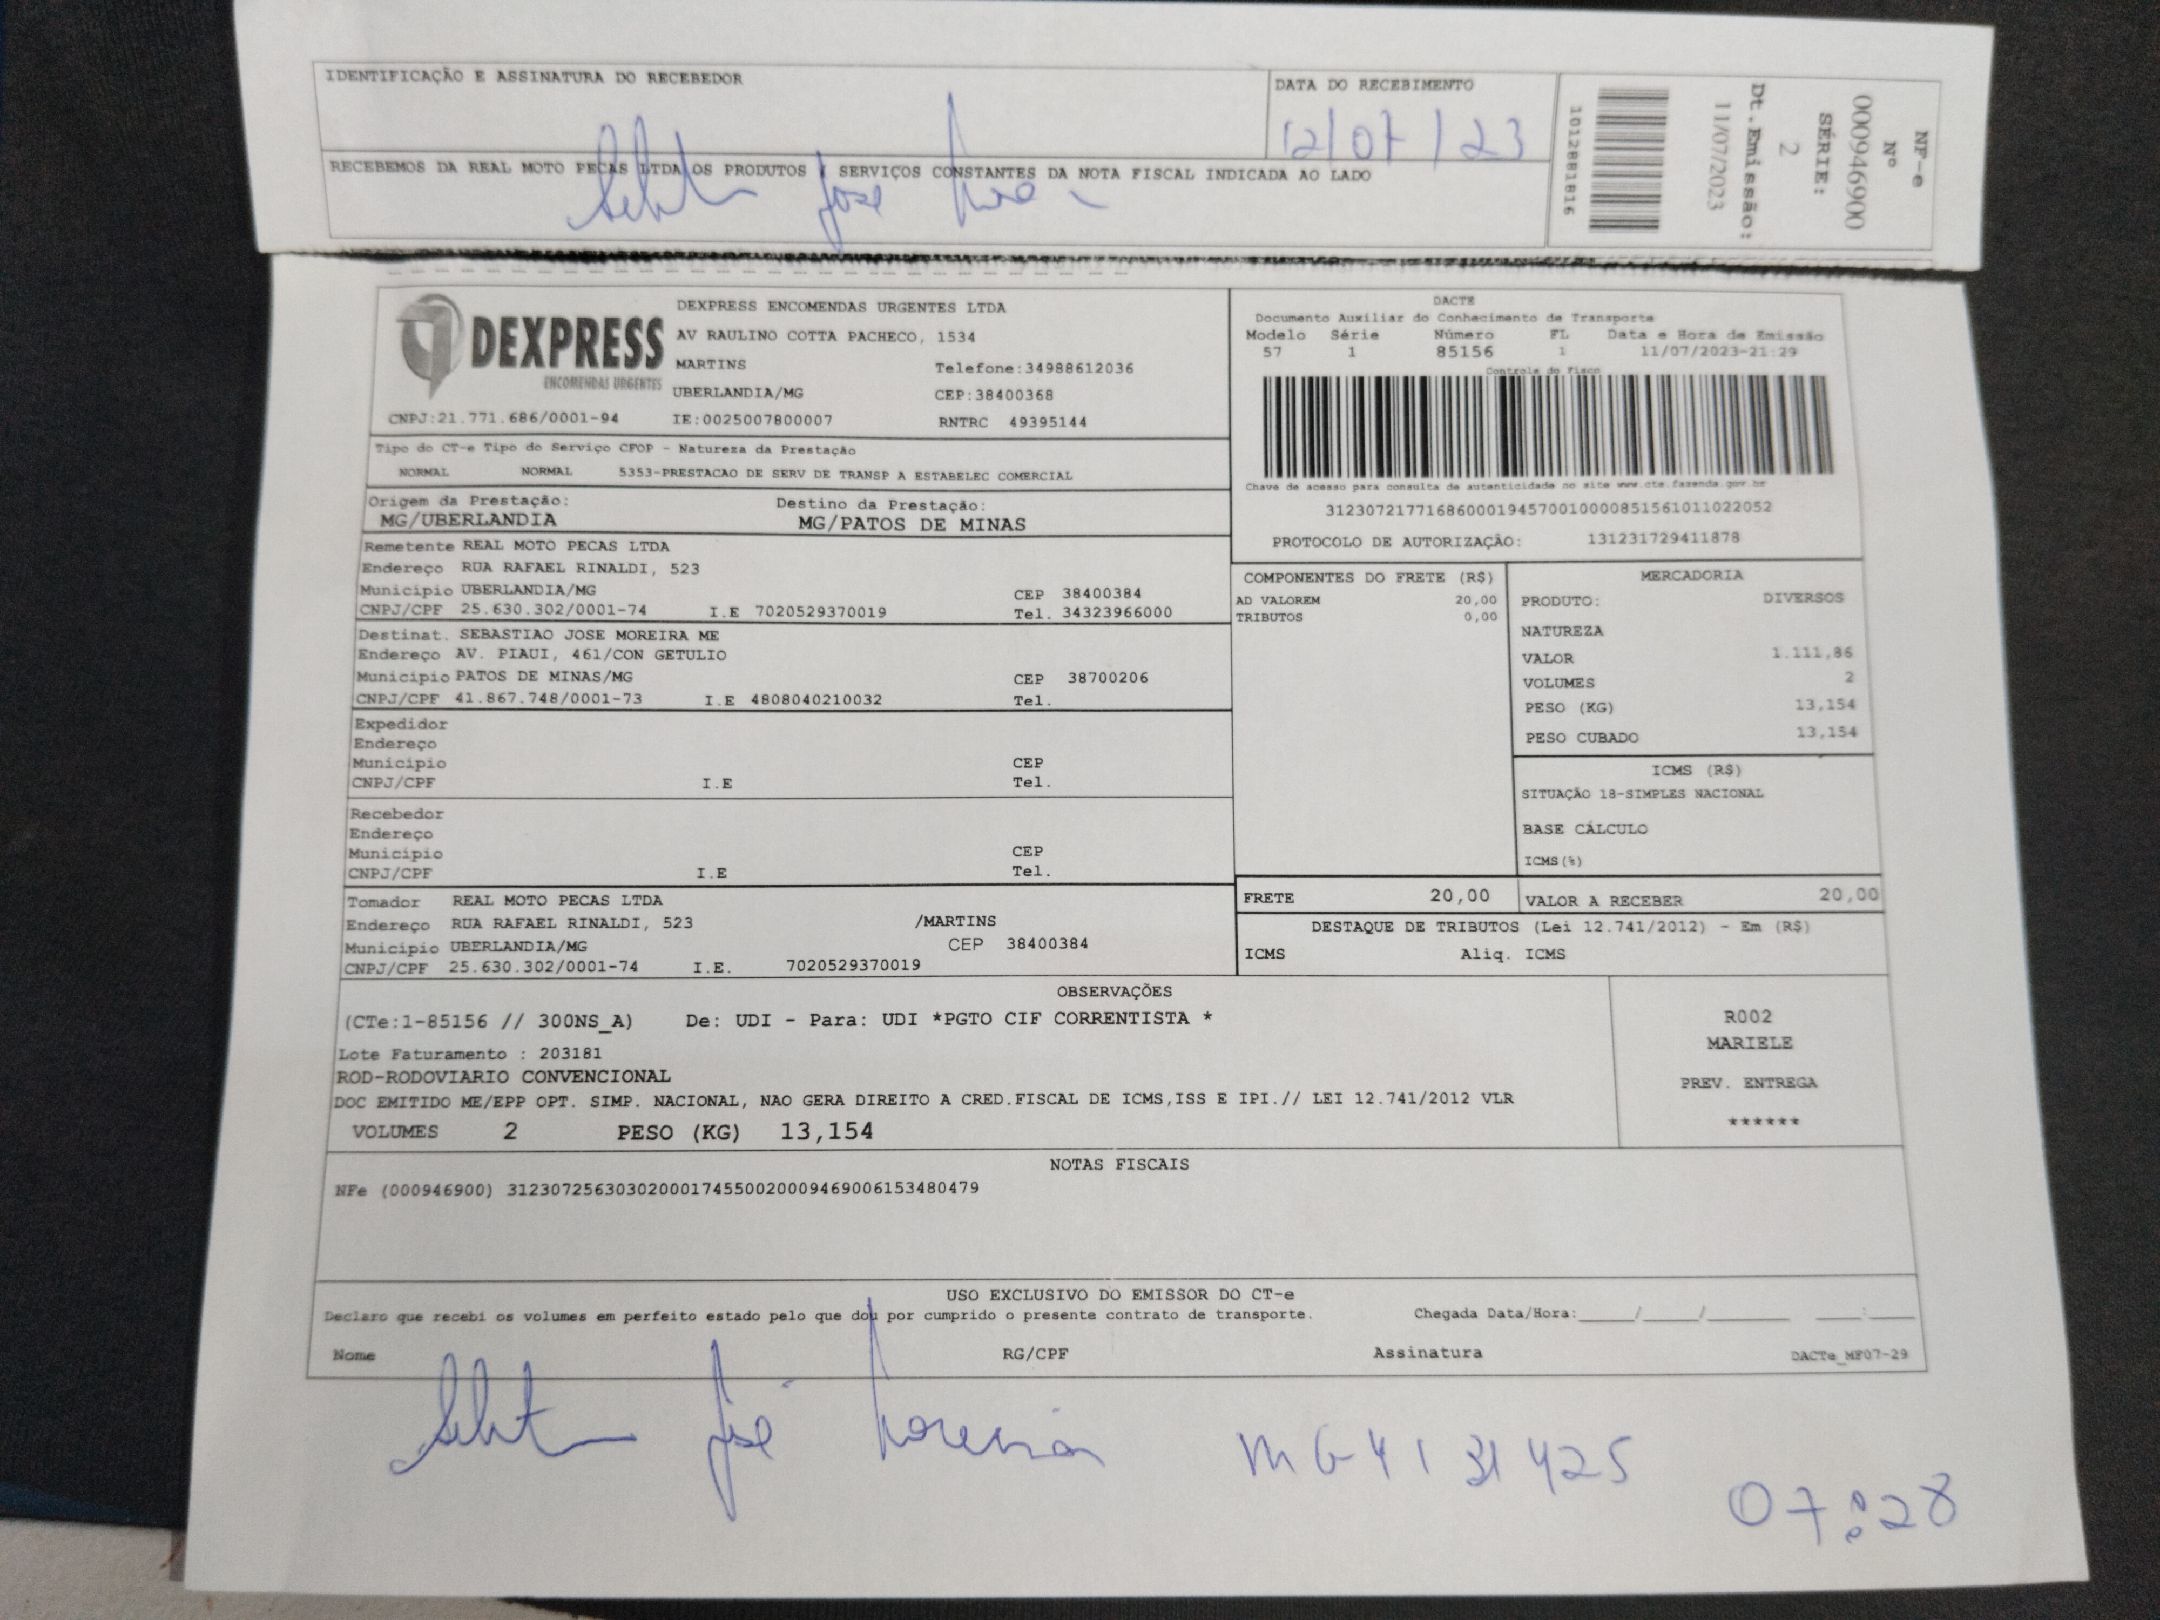 IDENTIFICAÇÃO E ASSINATURA DO RECEBEDOR
DATA DO RECEBIMENTO
12/07/23
RECEBEMOS DA REAL MOTO PECAS LTDA OS PRODUTOS / SERVIÇOS CONSTANTES DA NOTA FISCAL INDICADA AO LADO
José
NF-e
Nº
000946900
SÉRIE:
2
Dt.Emissão:
11/07/2023
1012881816
DEXPRESS
ENCOMENDAS URGENTES
CNPJ:21.771.686/0001-94
DEXPRESS ENCOMENDAS URGENTES LTDA
AV RAULINO COTTA PACHECO, 1534
MARTINS Telefone:34988612036
UBERLANDIA/MG CEP:38400368
IE:0025007800007 RNTRC 49395144
DACTE
Documento Auxiliar do Conhecimento de Transporte
Modelo Série Número FL Data e Hora de Emissão
57 1 85156 1 11/07/2023-21:29
Controle do Fisco
Chave de acesso para consulta de autenticidade no site www.cte.fazenda.gov.br
31230721771686000194570010000851561011022052
PROTOCOLO DE AUTORIZAÇÃO: 131231729411878
Tipo do CT-e Tipo do Serviço CFOP - Natureza da Prestação
NORMAL NORMAL 5353-PRESTACAO DE SERV DE TRANSP A ESTABELEC COMERCIAL
Origem da Prestação: Destino da Prestação:
MG/UBERLANDIA MG/PATOS DE MINAS
Remetente REAL MOTO PECAS LTDA
Endereço RUA RAFAEL RINALDI, 523
Município UBERLANDIA/MG CEP 38400384
CNPJ/CPF 25.630.302/0001-74 I.E 7020529370019 Tel. 34323966000
Destinat. SEBASTIAO JOSE MOREIRA ME
Endereço AV. PIAUI, 461/CON GETULIO
Município PATOS DE MINAS/MG CEP 38700206
CNPJ/CPF 41.867.748/0001-73 I.E 4808040210032 Tel.
Expedidor
Endereço
Município CEP
CNPJ/CPF I.E Tel.
Recebedor
Endereço
Município CEP
CNPJ/CPF I.E Tel.
Tomador REAL MOTO PECAS LTDA
Endereço RUA RAFAEL RINALDI, 523 /MARTINS
Município UBERLANDIA/MG CEP 38400384
CNPJ/CPF 25.630.302/0001-74 I.E. 7020529370019
COMPONENTES DO FRETE (R$)
AD VALOREM 20,00
TRIBUTOS 0,00
MERCADORIA
PRODUTO: DIVERSOS
NATUREZA
VALOR 1.111,86
VOLUMES 2
PESO (KG) 13,154
PESO CUBADO 13,154
ICMS (R$)
SITUAÇÃO 18-SIMPLES NACIONAL
BASE CÁLCULO
ICMS(%)
FRETE 20,00 VALOR A RECEBER 20,00
DESTAQUE DE TRIBUTOS (Lei 12.741/2012) - Em (R$)
ICMS Aliq. ICMS
OBSERVAÇÕES
(CTe:1-85156 // 300NS_A) De: UDI - Para: UDI *PGTO CIF CORRENTISTA *
Lote Faturamento : 203181
ROD-RODOVIARIO CONVENCIONAL
DOC EMITIDO ME/EPP OPT. SIMP. NACIONAL, NAO GERA DIREITO A CRED.FISCAL DE ICMS,ISS E IPI.// LEI 12.741/2012 VLR
VOLUMES 2 PESO (KG) 13,154
R002
MARIELE
PREV. ENTREGA
******
NOTAS FISCAIS
NFe (000946900) 31230725630302000174550020009469006153480479
USO EXCLUSIVO DO EMISSOR DO CT-e
Declaro que recebi os volumes em perfeito estado pelo que dou por cumprido o presente contrato de transporte. Chegada Data/Hora:_____/_____/________ ____:____
Nome RG/CPF Assinatura DACTe_MF07-29
José Moreira
07:28